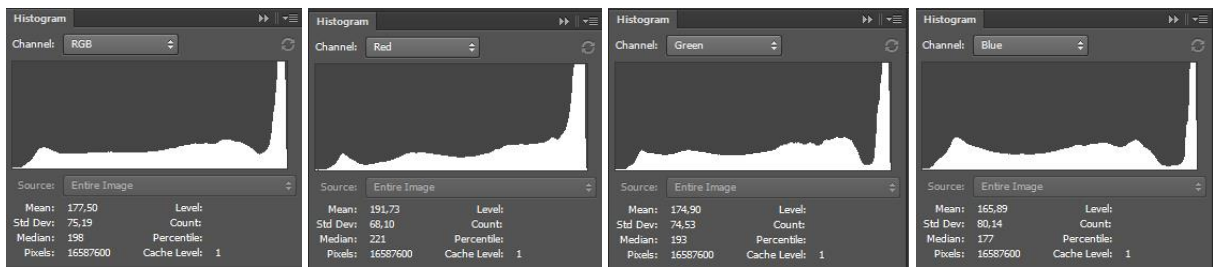 Histogram
Channel: RGB
Source: Entire Image
Mean: 177,50 Level:
Std Dev: 75,19 Count:
Median: 198 Percentile:
Pixels: 16587600 Cache Level: 1
Histogram
Channel: Red
Source: Entire Image
Mean: 191,73 Level:
Std Dev: 68,10 Count:
Median: 221 Percentile:
Pixels: 16587600 Cache Level: 1
Histogram
Channel: Green
Source: Entire Image
Mean: 174,90 Level:
Std Dev: 74,53 Count:
Median: 193 Percentile:
Pixels: 16587600 Cache Level: 1
Histogram
Channel: Blue
Source: Entire Image
Mean: 165,89 Level:
Std Dev: 80,14 Count:
Median: 177 Percentile:
Pixels: 16587600 Cache Level: 1